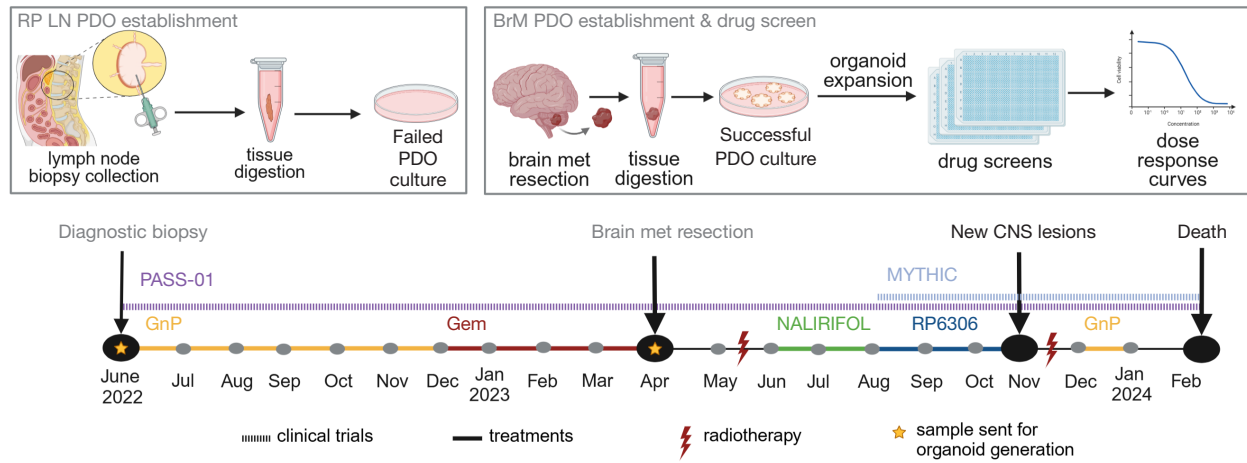 RP LN PDO establishment
lymph node
biopsy collection
tissue
digestion
Failed
PDO
culture
BrM PDO establishment & drug screen
brain met
resection
tissue
digestion
Successful
PDO culture
organoid
expansion
drug screens
Cell viability
Concentration
dose
response
curves
Diagnostic biopsy
Brain met resection
New CNS lesions
Death
PASS-01
MYTHIC
GnP
Gem
NALIRIFOL
RP6306
GnP
June
2022
Jul
Aug
Sep
Oct
Nov
Dec
Jan
2023
Feb
Mar
Apr
May
Jun
Jul
Aug
Sep
Oct
Nov
Dec
Jan
2024
Feb
clinical trials
treatments
radiotherapy
sample sent for
organoid generation